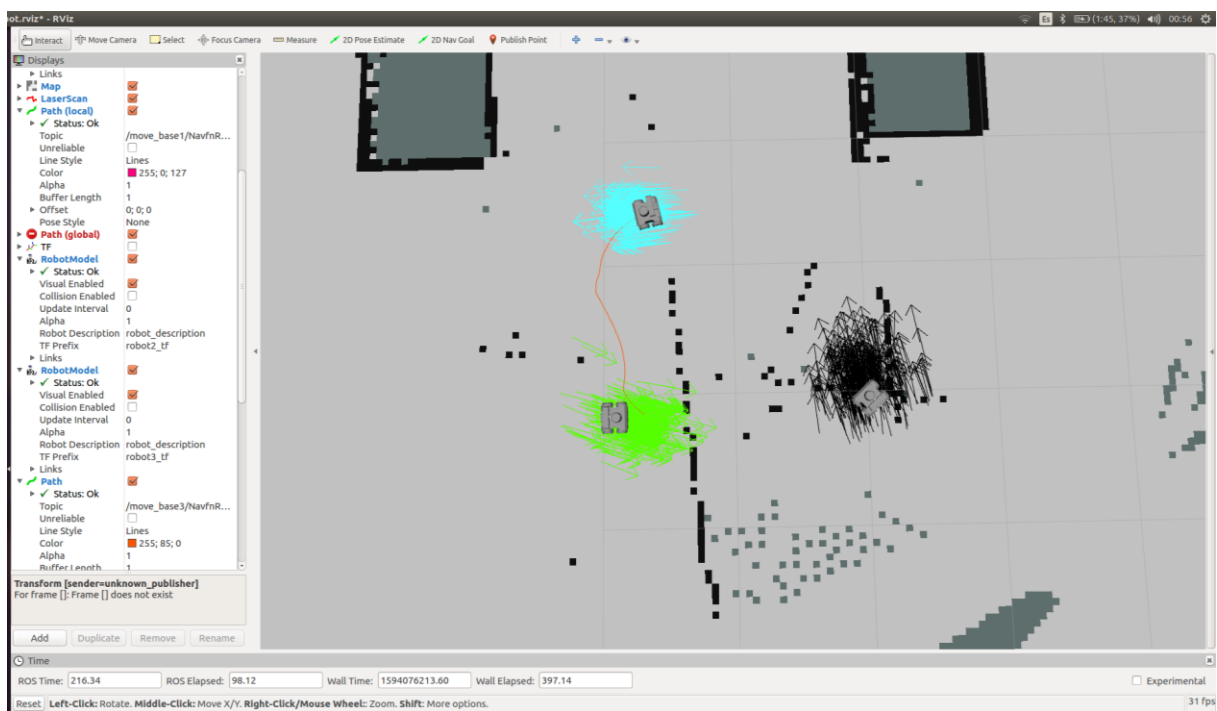 ot.rviz* - RViz
Es (1:45, 37%) 00:56
Interact Move Camera Select Focus Camera Measure 2D Pose Estimate 2D Nav Goal Publish Point
Displays
Links
Map
LaserScan
Path (local)
Status: Ok
Topic /move_base1/NavfnR...
Unreliable
Line Style Lines
Color 255; 0; 127
Alpha 1
Buffer Length 1
Offset 0; 0; 0
Pose Style None
Path (global)
TF
RobotModel
Status: Ok
Visual Enabled
Collision Enabled
Update Interval 0
Alpha 1
Robot Description robot_description
TF Prefix robot2_tf
Links
RobotModel
Status: Ok
Visual Enabled
Collision Enabled
Update Interval 0
Alpha 1
Robot Description robot_description
TF Prefix robot3_tf
Links
Path
Status: Ok
Topic /move_base3/NavfnR...
Unreliable
Line Style Lines
Color 255; 85; 0
Alpha 1
Buffer Length 1
Transform [sender=unknown_publisher]
For frame []: Frame [] does not exist
Add Duplicate Remove Rename
Time
ROS Time: 216.34 ROS Elapsed: 98.12 Wall Time: 1594076213.60 Wall Elapsed: 397.14 Experimental
Reset Left-Click: Rotate. Middle-Click: Move X/Y. Right-Click/Mouse Wheel:: Zoom. Shift: More options. 31 fps